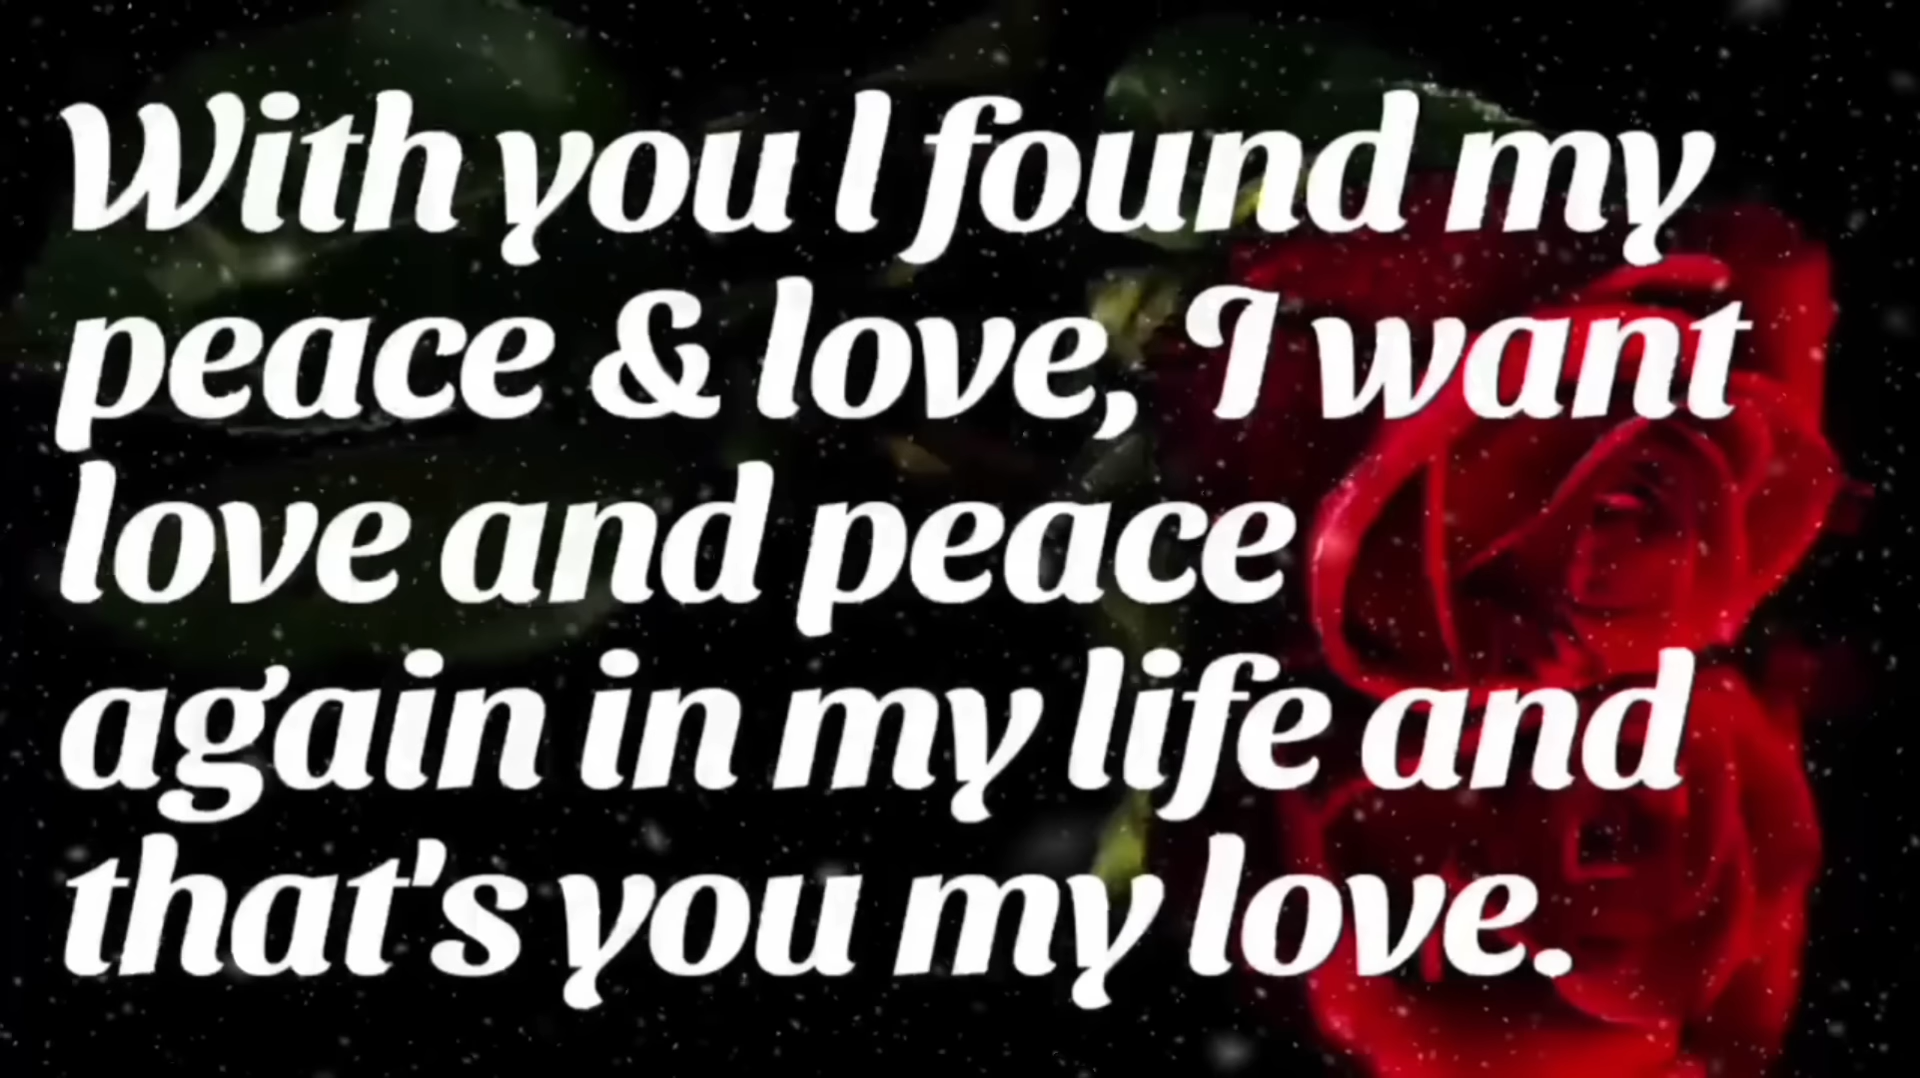 With you I found my
peace & love, I want
love and peace
again in my life and
that's you my love.